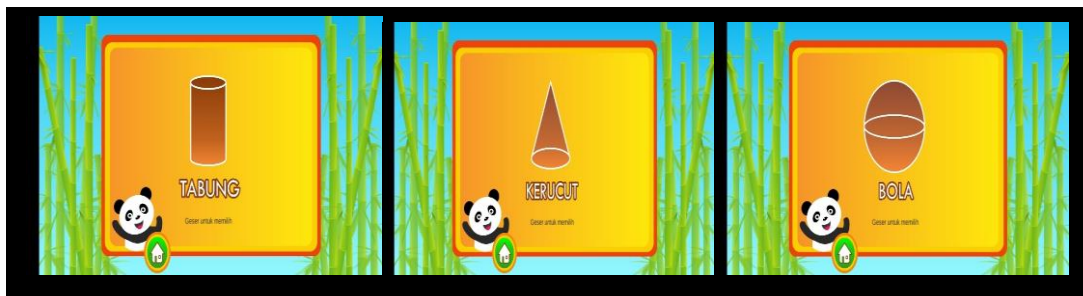 TABUNG
Geser untuk memilih
KERUCUT
Geser untuk memilih
BOLA
Geser untuk memilih